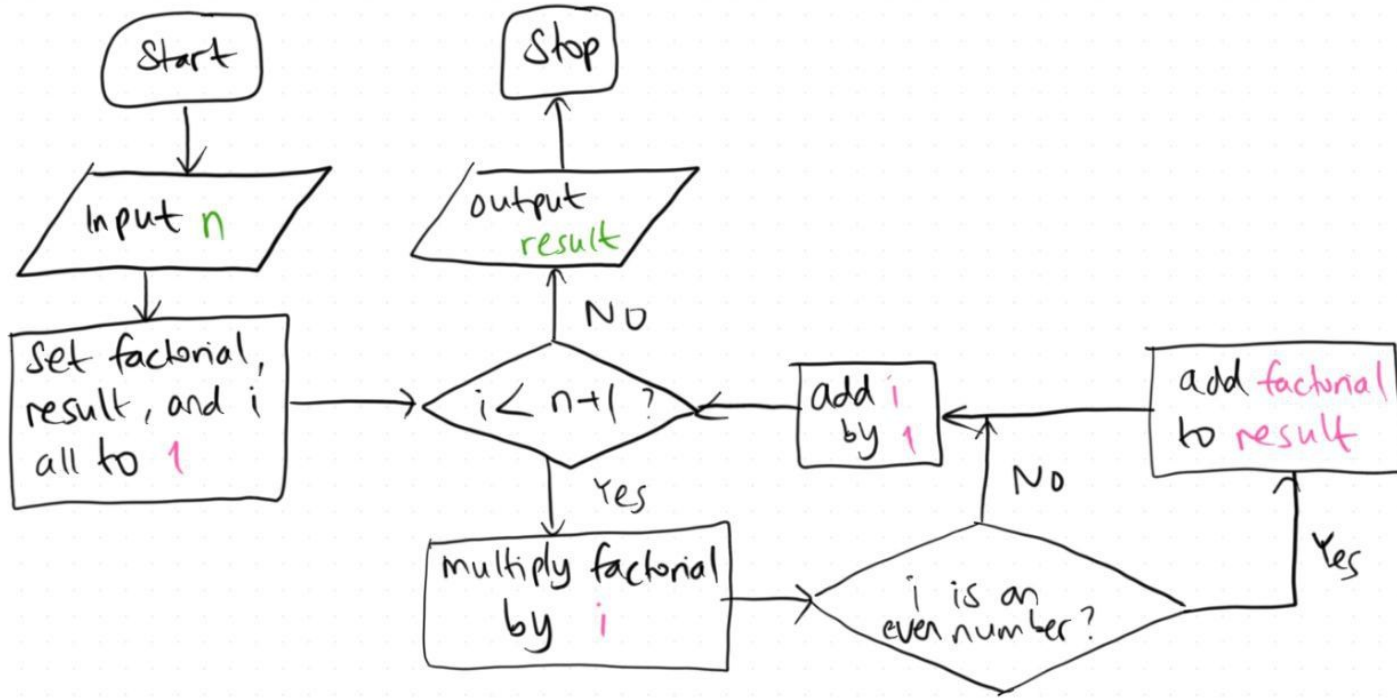 Start
Input n
set factorial,
result, and i
all to 1
i < n+1 ?
NO
output
result
Stop
Yes
multiply factorial
by i
i is an
even number?
NO
Yes
add factorial
to result
add i
by 1